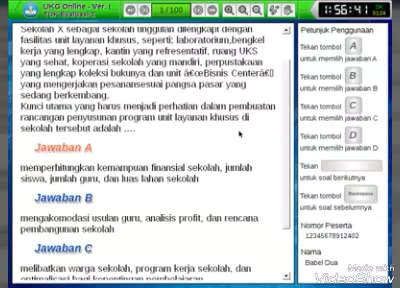 UKG Online - Ver. (
1/100
1:56:41
Sekolah X sebagai sekolah unggulan dilengkapi dengan
fasilitas unit layanan khusus, seperti; laboratorium,bengkel
kerja yang lengkap, kantin yang refresentatif, ruang UKS
yang sehat, koperasi sekolah yang mandiri, perpustakaan
yang lengkap koleksi bukunya dan unit â€œBisnis Centerâ€
yang mengerjakan pesanansesuai pangsa pasar yang
sedang berkembang.
Kunci utama yang harus menjadi perhatian dalam pembuatan
rancangan penyusunan program unit layanan khusus di
sekolah tersebut adalah ....
Jawaban A
memperhitungkan kemampuan finansial sekolah, jumlah
siswa, jumlah guru, dan luas lahan sekolah
Jawaban B
mengakomodasi usulan guru, analisis profit, dan rencana
pembangunan sekolah
Jawaban C
melibatkan warga sekolah, program kerja sekolah, dan
optimalisasi bagi kepentingan pembelajaran
Petunjuk Penggunaan
Tekan tombol A
untuk memilih jawaban A
Tekan tombol B
untuk memilih jawaban B
Tekan tombol C
untuk memilih jawaban C
Tekan tombol D
untuk memilih jawaban D
Tekan
untuk soal berikutnya
Tekan tombol Backspace
untuk soal sebelumnya
Nomor Peserta
12345678912402
Nama
Babel Dua
Made with
VideoShow